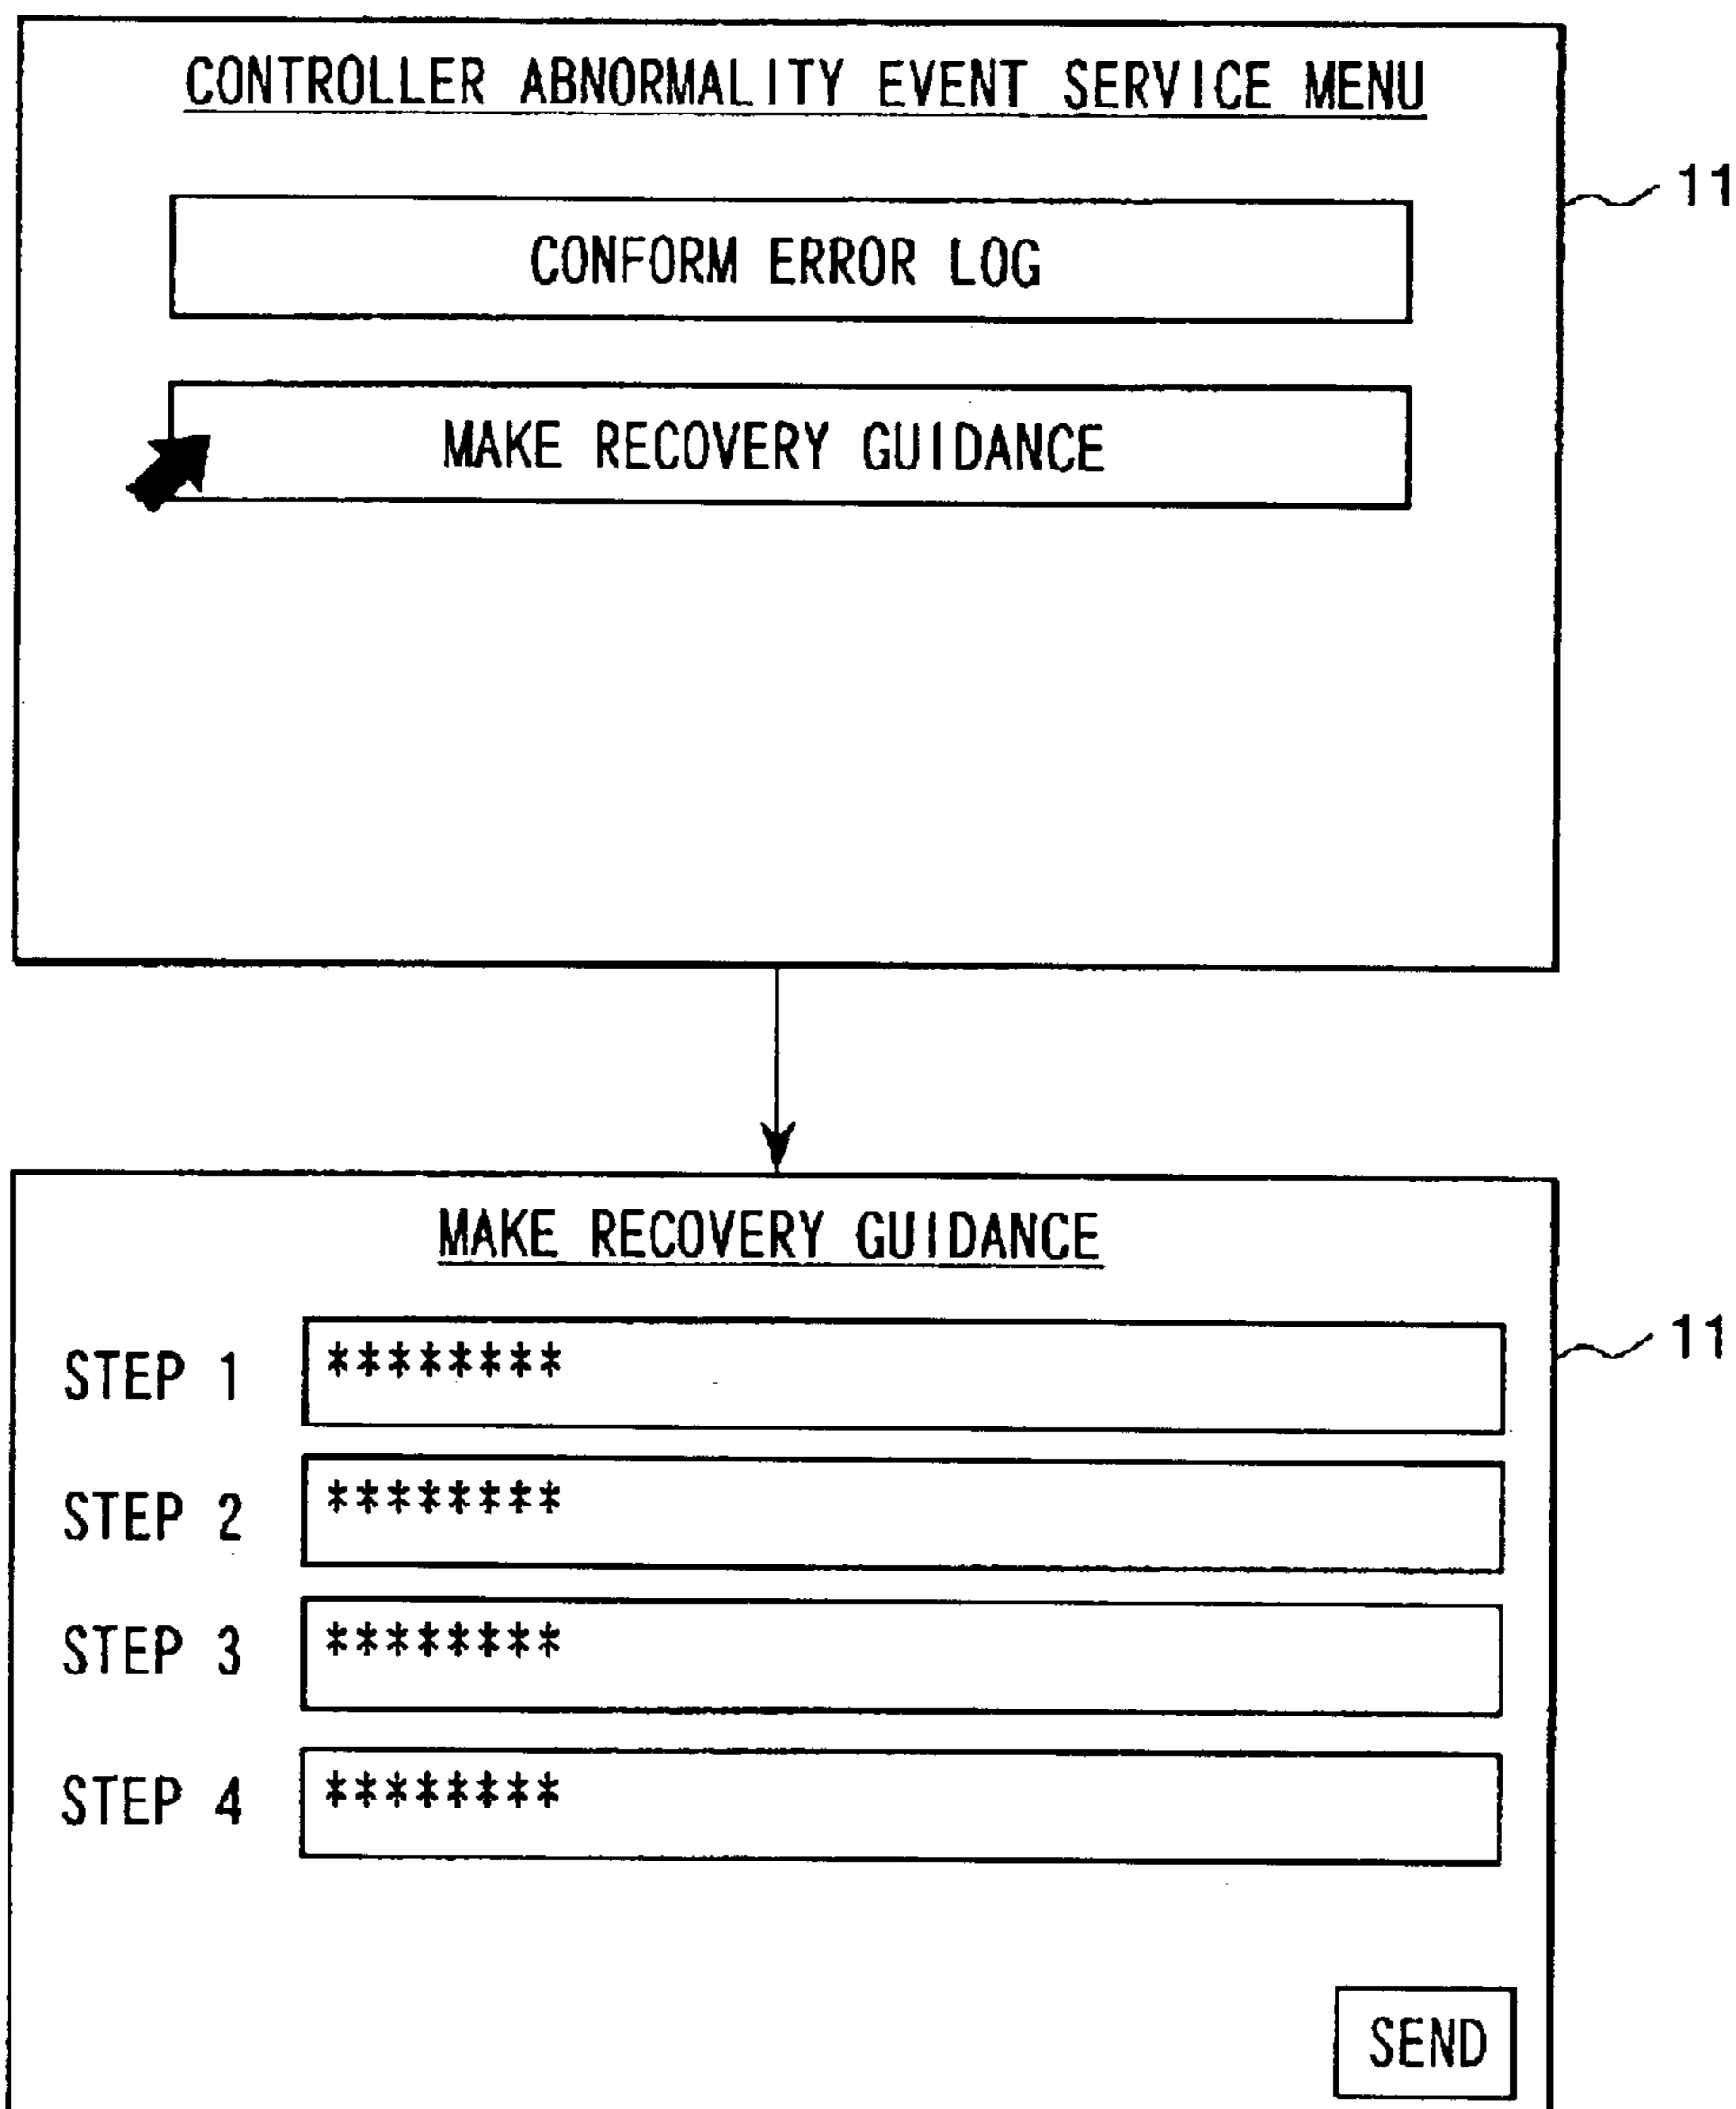 CONTROLLER ABNORMALITY EVENT SERVICE MENU
11
CONFORM ERROR LOG
MAKE RECOVERY GUIDANCE
MAKE RECOVERY GUIDANCE
STEP 1 ********
11
STEP 2 ********
STEP 3 ********
STEP 4 ********
SEND